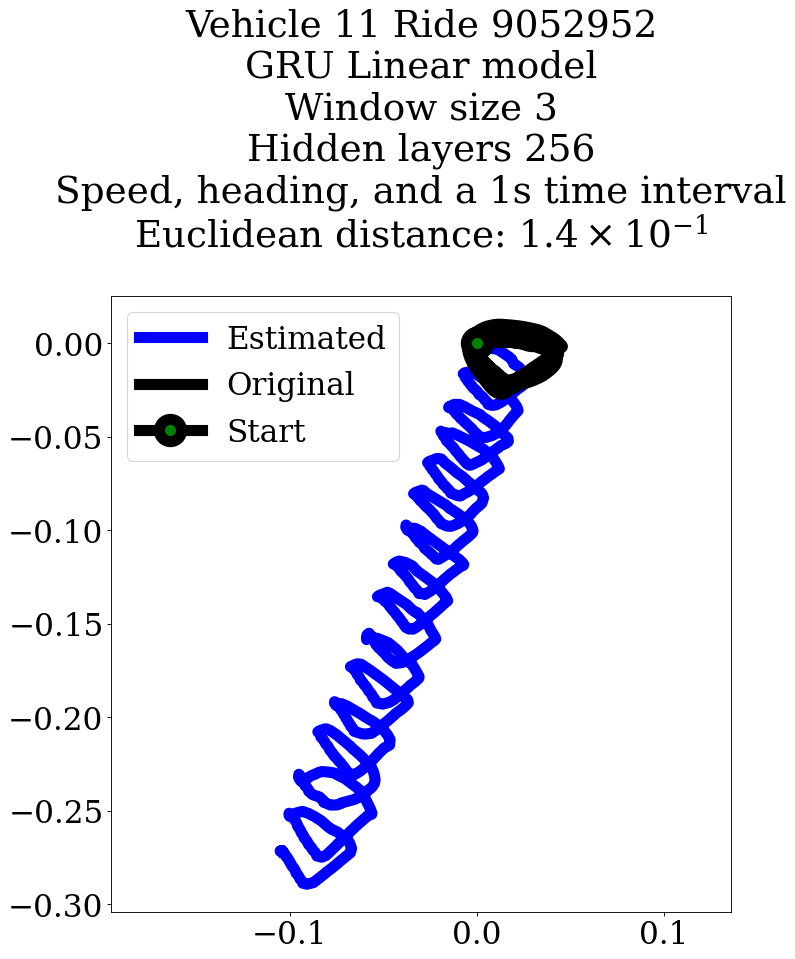 Vehicle 11 Ride 9052952
GRU Linear model
Window size 3
Hidden layers 256
Speed, heading, and a 1s time interval
Euclidean distance: 1.4 × 10⁻¹
Estimated
Original
Start
0.00
−0.05
−0.10
−0.15
−0.20
−0.25
−0.30
−0.1
0.0
0.1